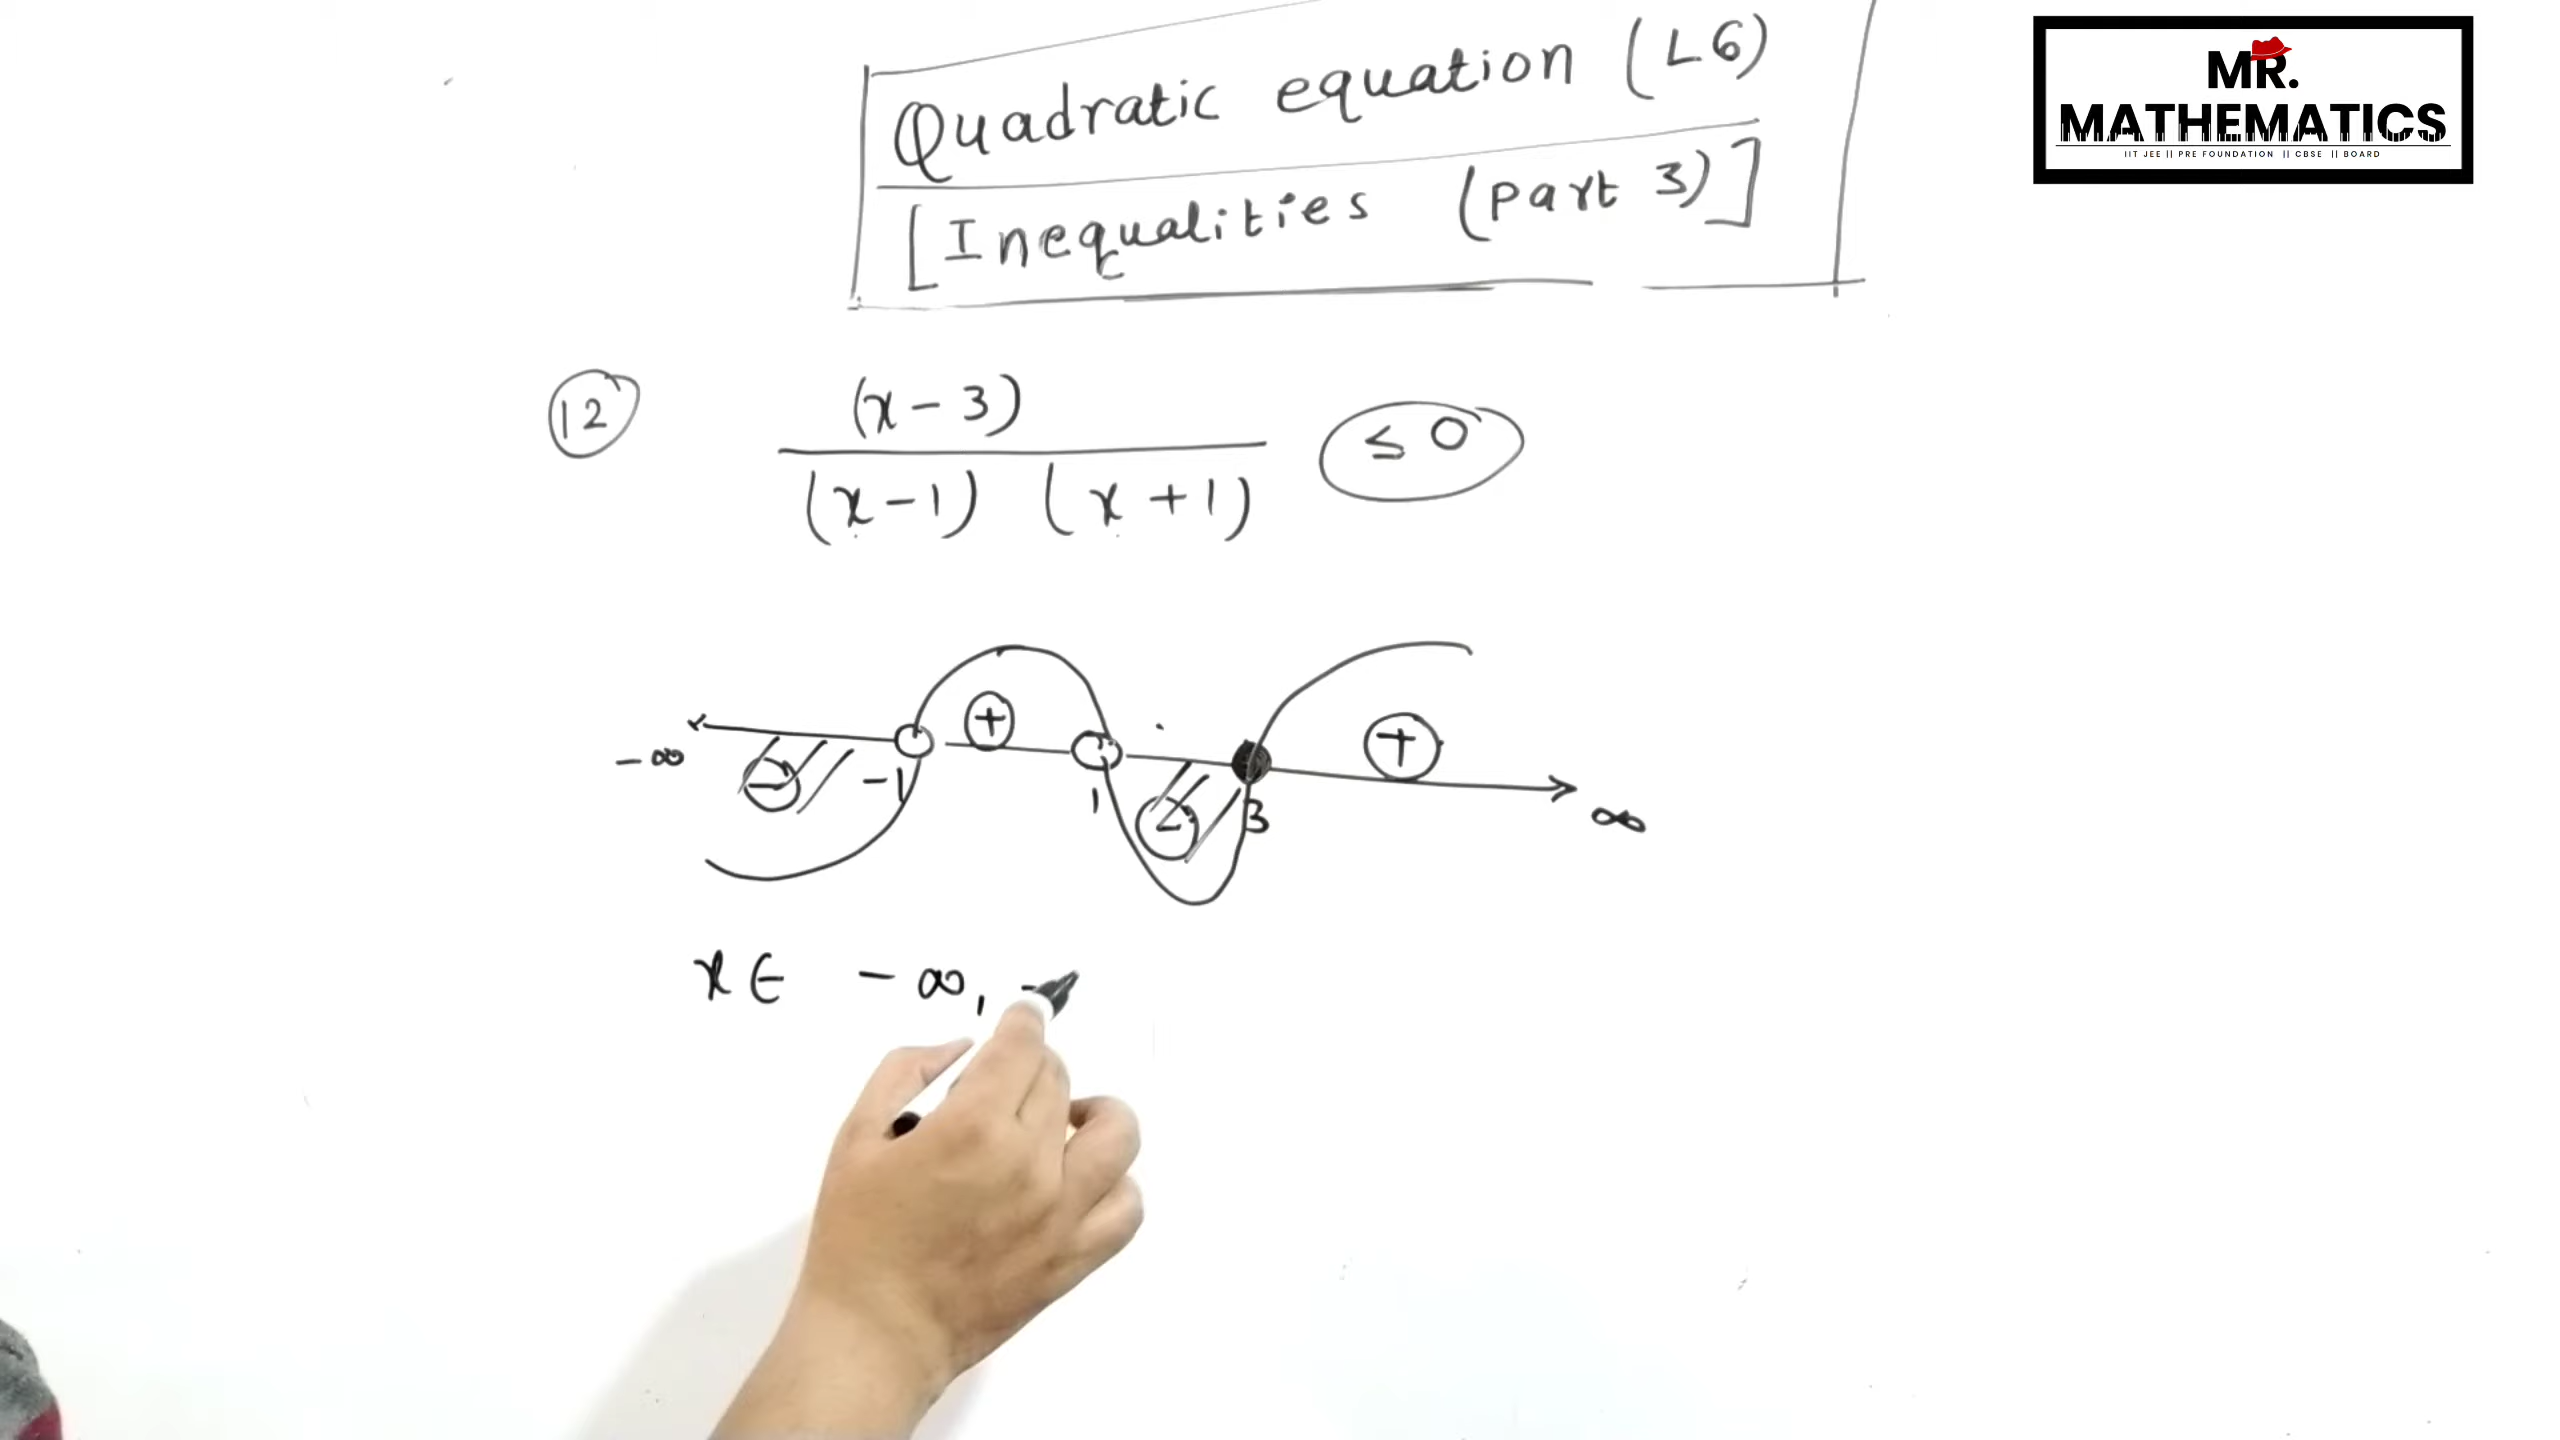 Quadratic equation (L6)
[Inequalities (part 3)]
MR.
MATHEMATICS
IIT JEE || PRE FOUNDATION || CBSE || BOARD
12
(x-3)
(x-1) (x+1)
≤ 0
-∞ - -1 + 1 - 3 + ∞
x ∈ -∞, -